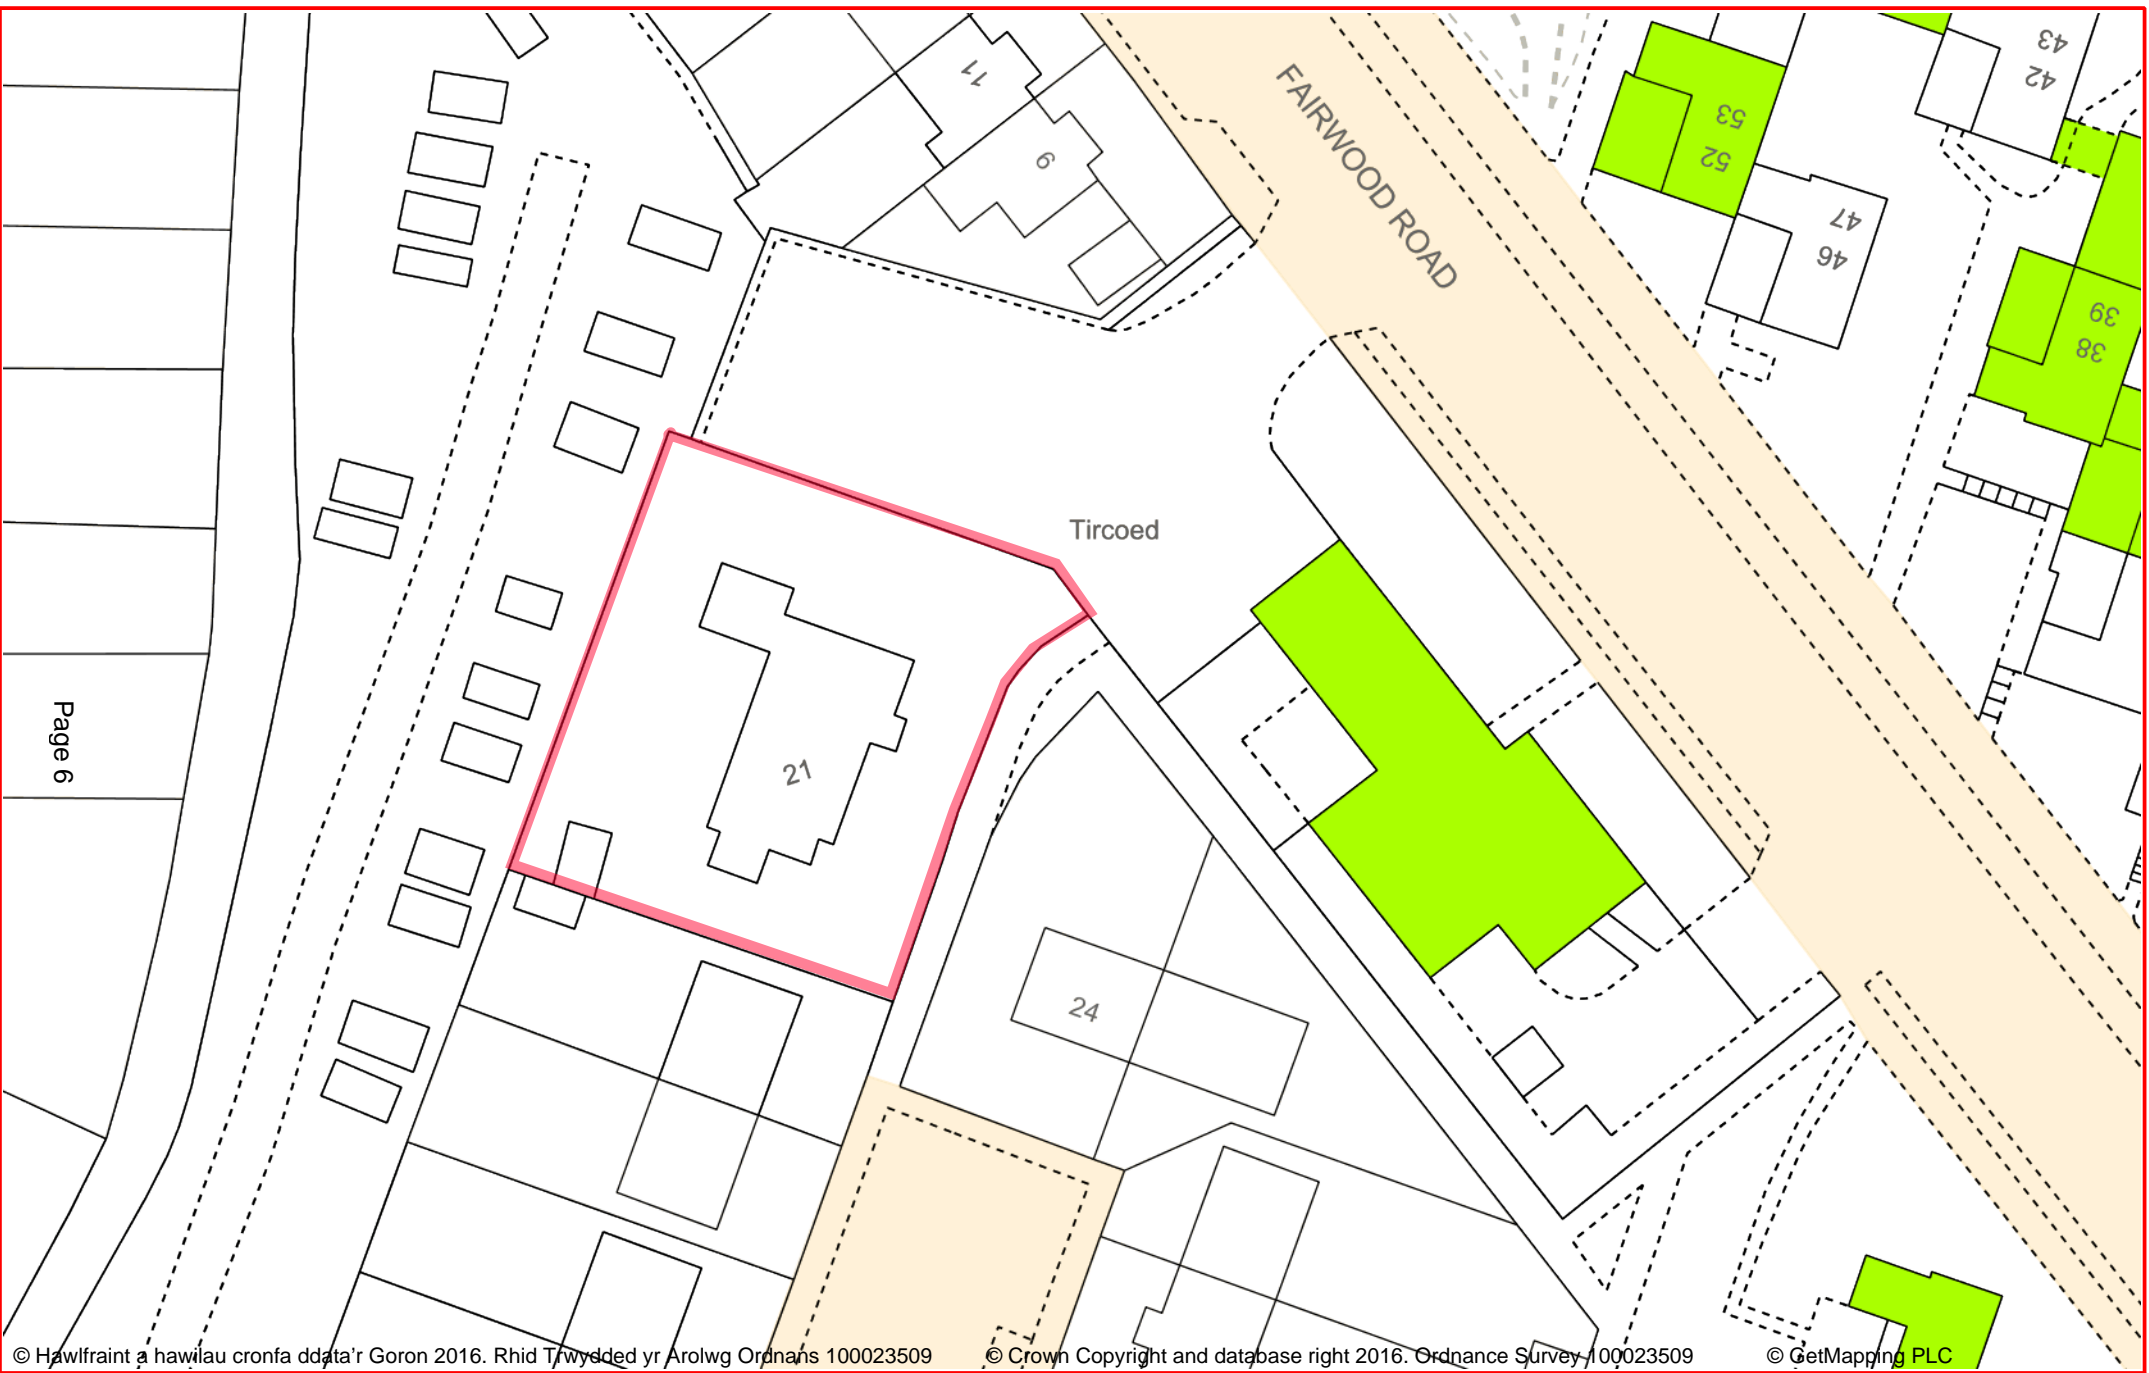 11
9
FAIRWOOD ROAD
53
52
43
42
47
46
39
38
Tircoed
Page 6
21
24
© Hawlfraint a hawilau cronfa ddata'r Goron 2016. Rhid Trwydded yr Arolwg Ordnans 100023509
© Crown Copyright and database right 2016. Ordnance Survey 100023509
© GetMapping PLC